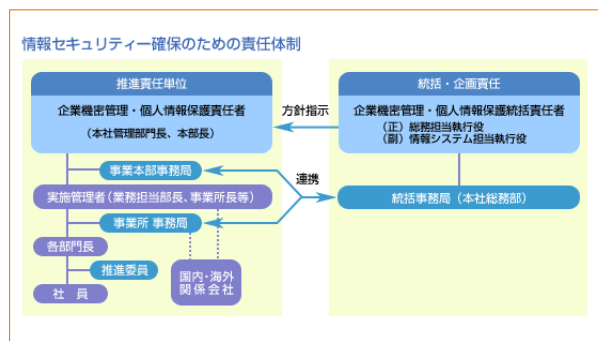 情報セキュリティー確保のための責任体制
推進責任単位
企業機密管理・個人情報保護責任者
（本社管理部門長、本部長）
方針指示
統括・企画責任
企業機密管理・個人情報保護統括責任者
（正）総務担当執行役
（副）情報システム担当執行役
事業本部事務局
連携
実施管理者（業務担当部長、事業所長等）
統括事務局（本社総務部）
事業所 事務局
各部門長
推進委員
国内・海外
関係会社
社　員